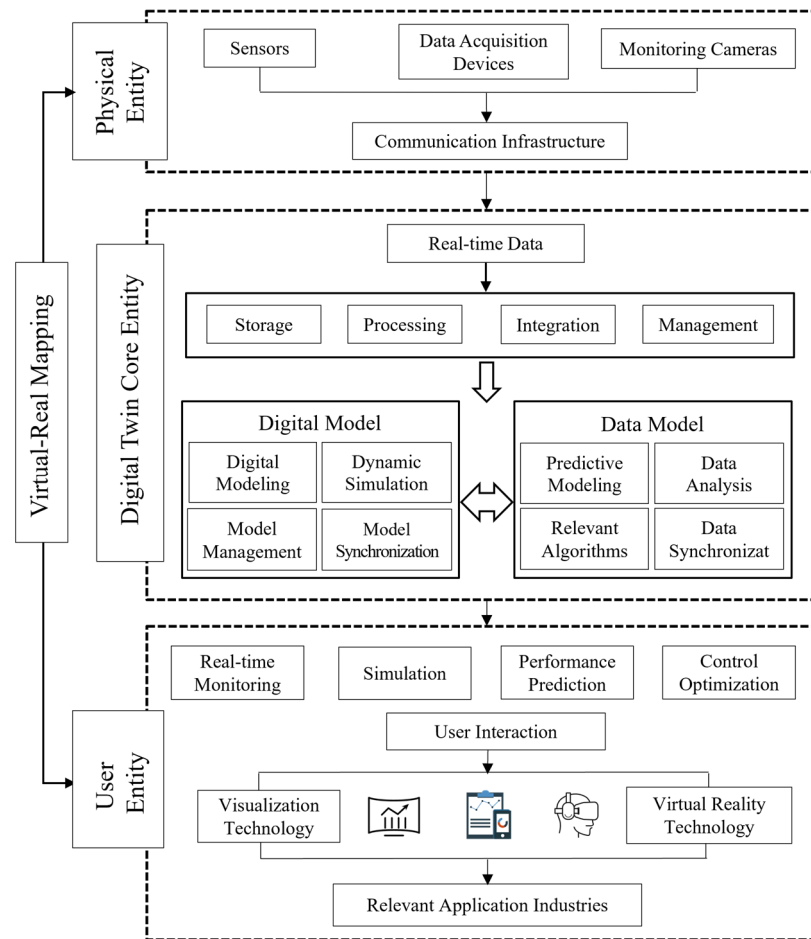 Physical
Entity
Sensors
Data Acquisition
Devices
Monitoring Cameras
Communication Infrastructure
Virtual-Real Mapping
Digital Twin Core Entity
Real-time Data
Storage
Processing
Integration
Management
Digital Model
Digital
Modeling
Dynamic
Simulation
Model
Management
Model
Synchronization
Data Model
Predictive
Modeling
Data
Analysis
Relevant
Algorithms
Data
Synchronizat
User
Entity
Real-time
Monitoring
Simulation
Performance
Prediction
Control
Optimization
User Interaction
Visualization
Technology
Virtual Reality
Technology
Relevant Application Industries